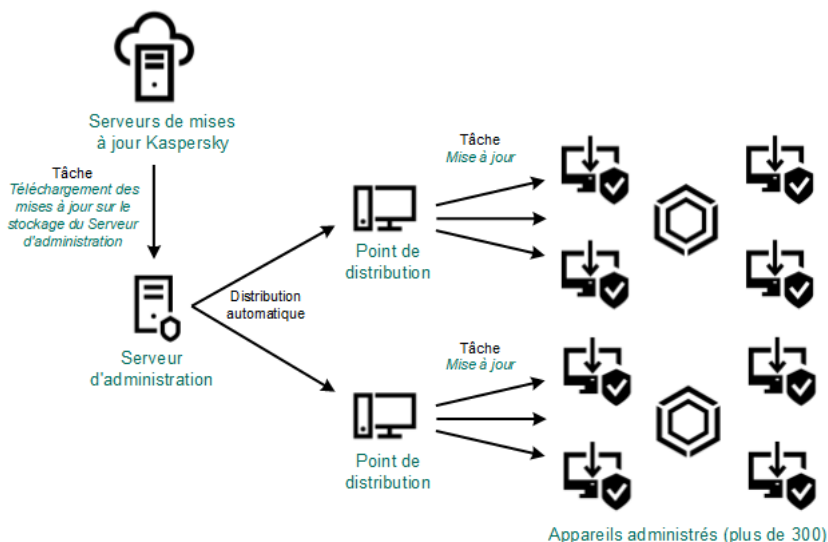 Serveurs de mises
à jour Kaspersky
Tâche
Téléchargement des
mises à jour sur le
stockage du Serveur
d'administration
Serveur
d'administration
Distribution
automatique
Point de
distribution
Tâche
Mise à jour
Point de
distribution
Tâche
Mise à jour
Appareils administrés (plus de 300)